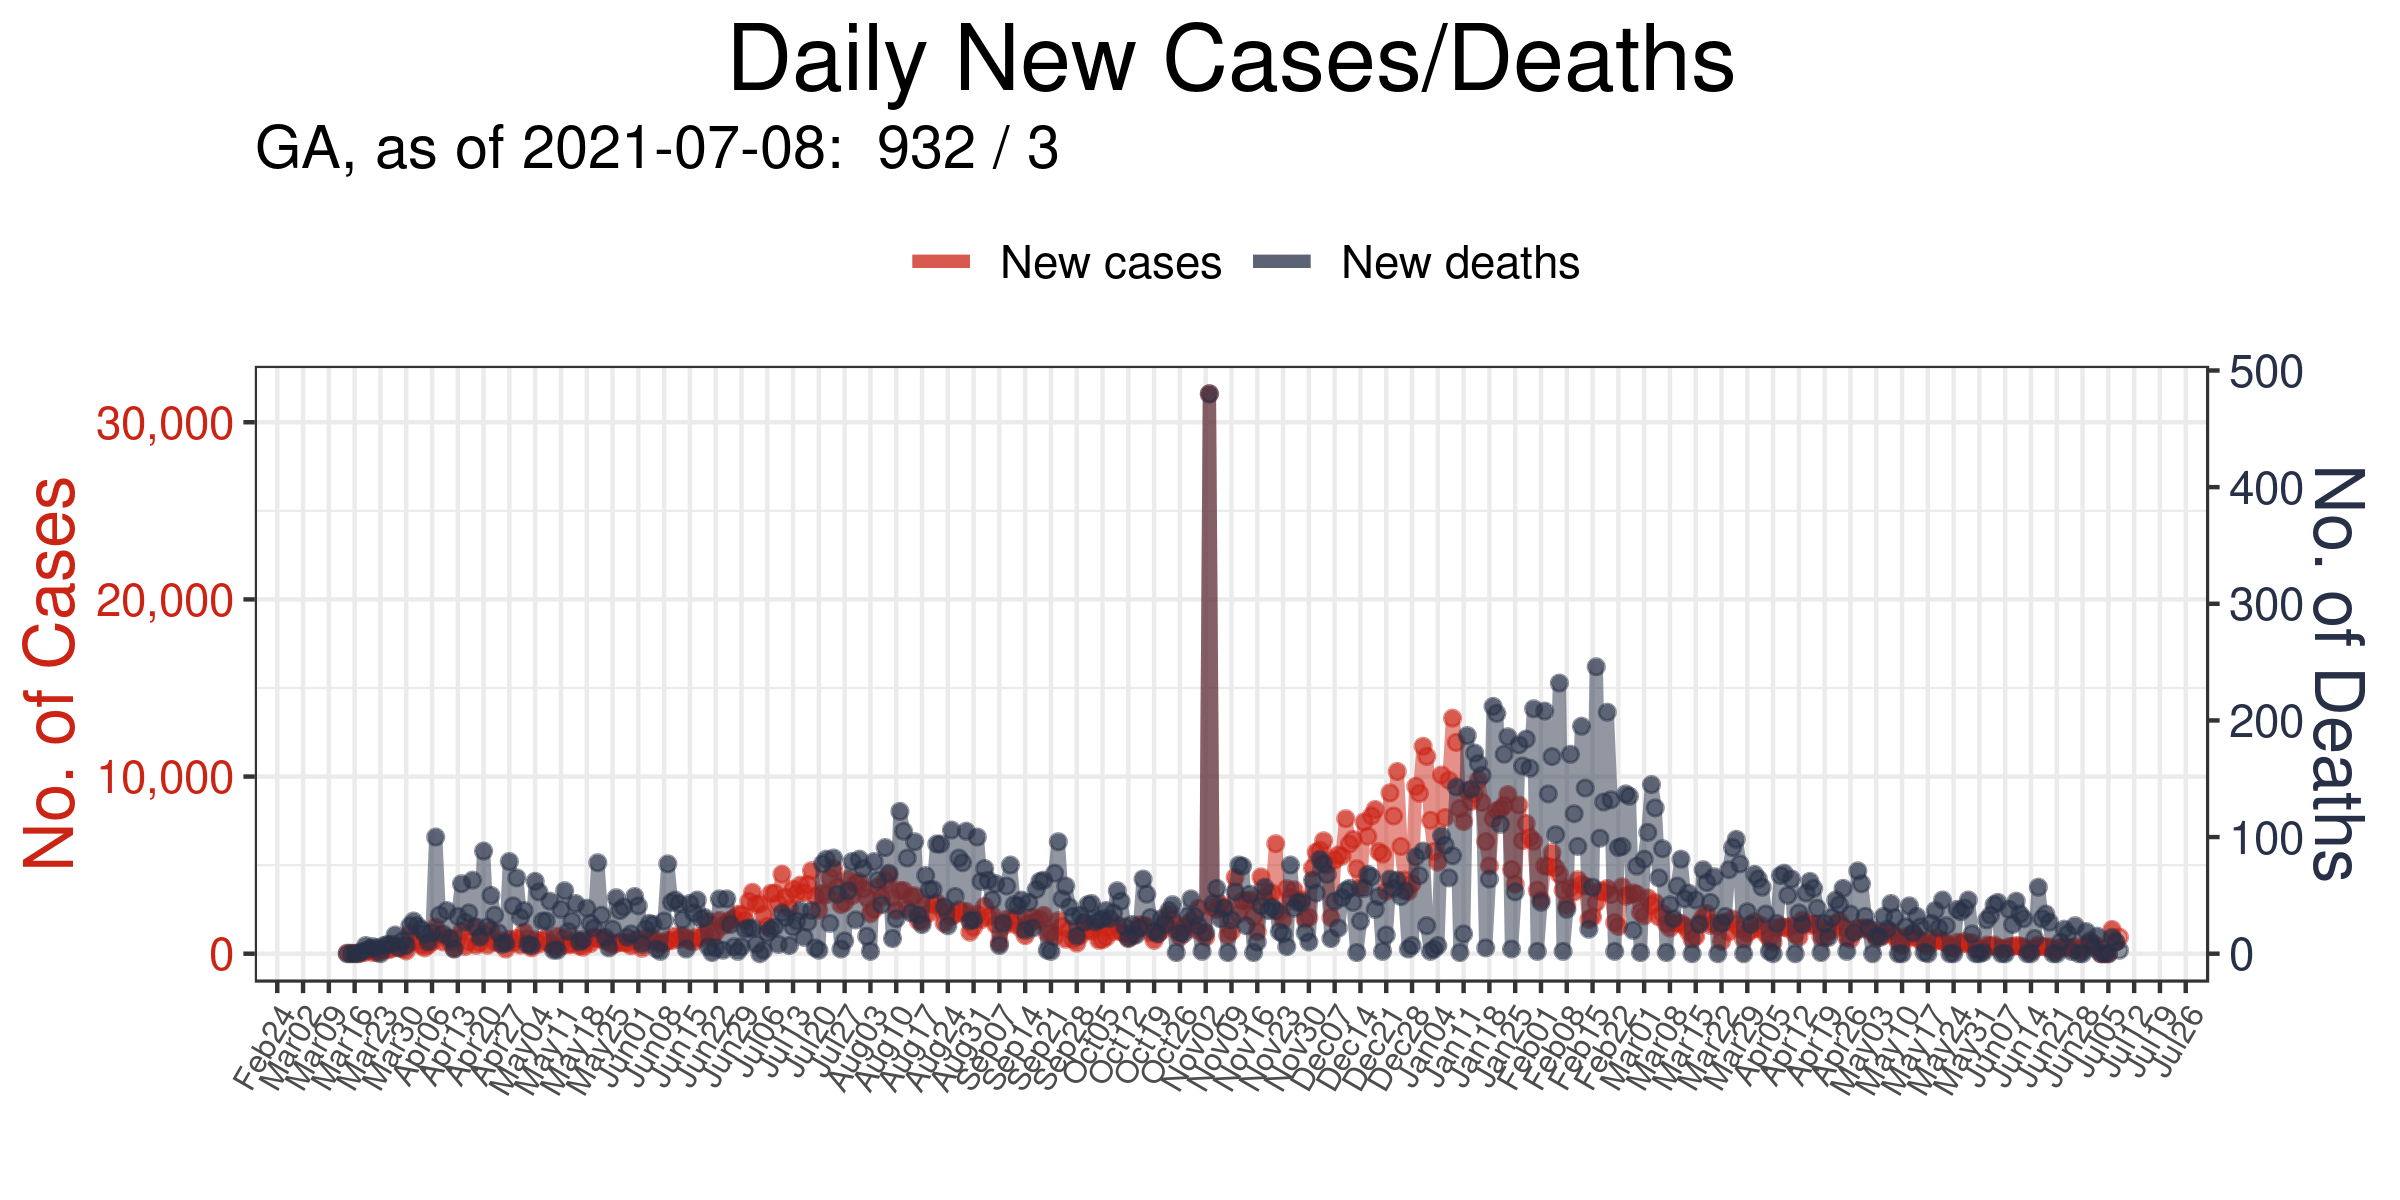 Daily New Cases/Deaths
GA, as of 2021-07-08:  932 / 3
New cases
New deaths
No. of Cases
30,000
20,000
10,000
0
500
400
300
200
100
0
No. of Deaths
Feb24
Mar02
Mar09
Mar16
Mar23
Mar30
Apr06
Apr13
Apr20
Apr27
May04
May11
May18
May25
Jun01
Jun08
Jun15
Jun22
Jun29
Jul06
Jul13
Jul20
Jul27
Aug03
Aug10
Aug17
Aug24
Aug31
Sep07
Sep14
Sep21
Sep28
Oct05
Oct12
Oct19
Oct26
Nov02
Nov09
Nov16
Nov23
Nov30
Dec07
Dec14
Dec21
Dec28
Jan04
Jan11
Jan18
Jan25
Feb01
Feb08
Feb15
Feb22
Mar01
Mar08
Mar15
Mar22
Mar29
Apr05
Apr12
Apr19
Apr26
May03
May10
May17
May24
May31
Jun07
Jun14
Jun21
Jun28
Jul05
Jul12
Jul19
Jul26